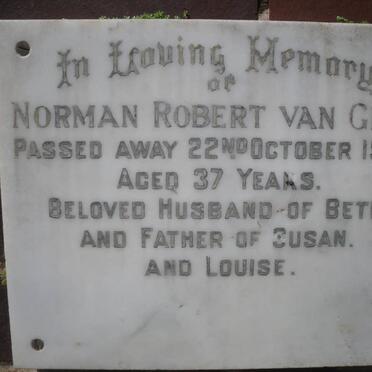 In Loving Memory
of
NORMAN ROBERT VAN
PASSED AWAY 22ND OCTOBER
AGED 37 YEARS.
BELOVED HUSBAND OF
AND FATHER OF SUSAN.
AND LOUISE.